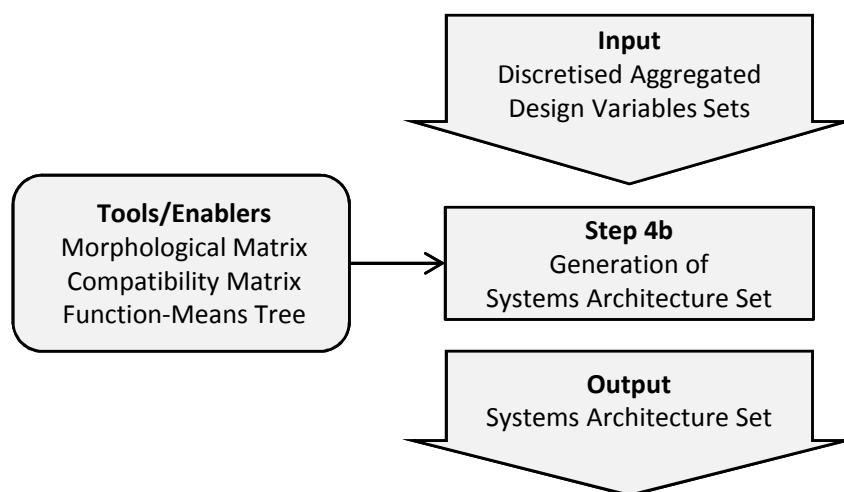 Input
Discretised Aggregated
Design Variables Sets
Tools/Enablers
Morphological Matrix
Compatibility Matrix
Function-Means Tree
Step 4b
Generation of
Systems Architecture Set
Output
Systems Architecture Set